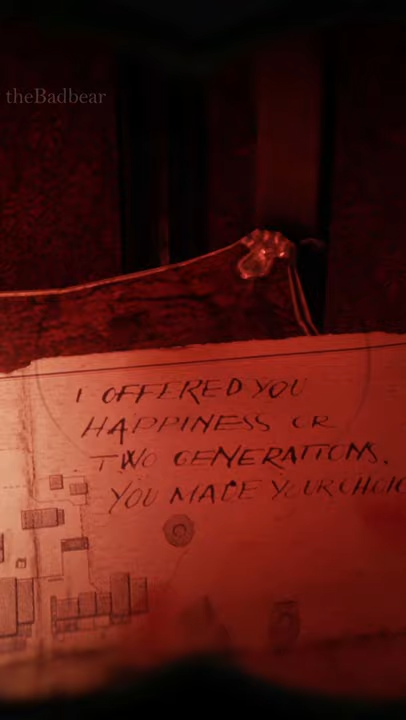 theBadbear
I OFFERED YOU
HAPPINESS OR
TWO GENERATIONS.
YOU MADE YOUR CHOIC